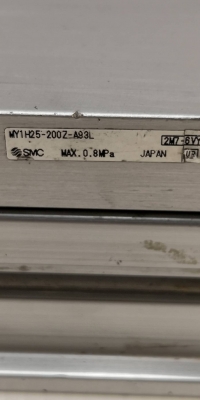 MY1H25-200Z-A93L
SMC MAX.0.8MPa JAPAN